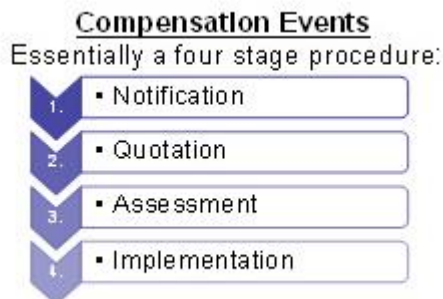 Compensation Events
Essentially a four stage procedure:
1. ▪ Notification
2. ▪ Quotation
3. ▪ Assessment
4. ▪ Implementation